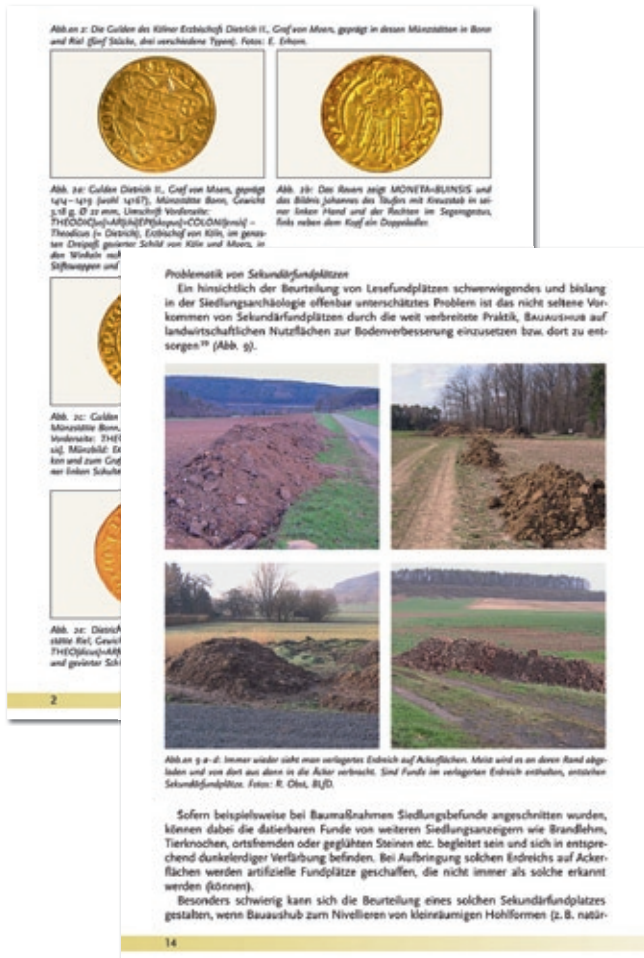 Abb.en 2: Die Gulden des Kölner Erzbischofs Dietrich II., Graf von Moers, geprägt in dessen Münzstätten in Bonn
und Riel (fünf Stücke, drei verschiedene Typen). Fotos: E. Erhorn.
Abb. 2a: Gulden Dietrich II., Graf von Moers, geprägt
1414–1419 (wohl 1416?), Münzstätte Bonn, Gewicht
3,18 g, Ø 22 mm, Umschrift Vorderseite:
Theodicus (= Dietrich), Erzbischof von Köln, im genas-
ten Dreipaß gevierter Schild von Köln und Moers, in
den Winkeln
Stiftswappen und
Abb. 2b: Das Revers zeigt MONETA•BUINSIS und
das Bildnis Johannes des Täufers mit Kreuzstab in sei-
ner linken Hand und der Rechten im Segensgestus,
links neben dem Kopf ein Doppeladler.
Abb. 2c: Gulden
Münzstätte Bonn,
Vorderseite:
Münzbild:
ken und zum
ner linken
Abb. 2e:
stätte Riel,
und gevierter
2
Problematik von Sekundärfundplätzen
Ein hinsichtlich der Beurteilung von Lesefundplätzen schwerwiegendes und bislang
in der Siedlungsarchäologie offenbar unterschätztes Problem ist das nicht seltene Vor-
kommen von Sekundärfundplätzen durch die weit verbreitete Praktik, BAUAUSHUB auf
landwirtschaftlichen Nutzflächen zur Bodenverbesserung einzusetzen bzw. dort zu ent-
sorgen (Abb. 9).
Abb.en 9 a–d: Immer wieder sieht man verlagertes Erdreich auf Ackerflächen. Meist wird es an deren Rand abge-
laden und von dort aus dann in die Äcker verbracht. Sind Funde im verlagerten Erdreich enthalten, entstehen
Sekundärfundplätze. Fotos: R. Obst, BLfD.
Sofern beispielsweise bei Baumaßnahmen Siedlungsbefunde angeschnitten wurden,
können dabei die datierbaren Funde von weiteren Siedlungsanzeigern wie Brandlehm,
Tierknochen, ortsfremden oder geglühten Steinen etc. begleitet sein und sich in entspre-
chend dunkelerdiger Verfärbung befinden. Bei Aufbringung solchen Erdreichs auf Acker-
flächen werden artifizielle Fundplätze geschaffen, die nicht immer als solche erkannt
werden (können).
Besonders schwierig kann sich die Beurteilung eines solchen Sekundärfundplatzes
gestalten, wenn Bauaushub zum Nivellieren von kleinräumigen Hohlformen (z. B. natür-
14